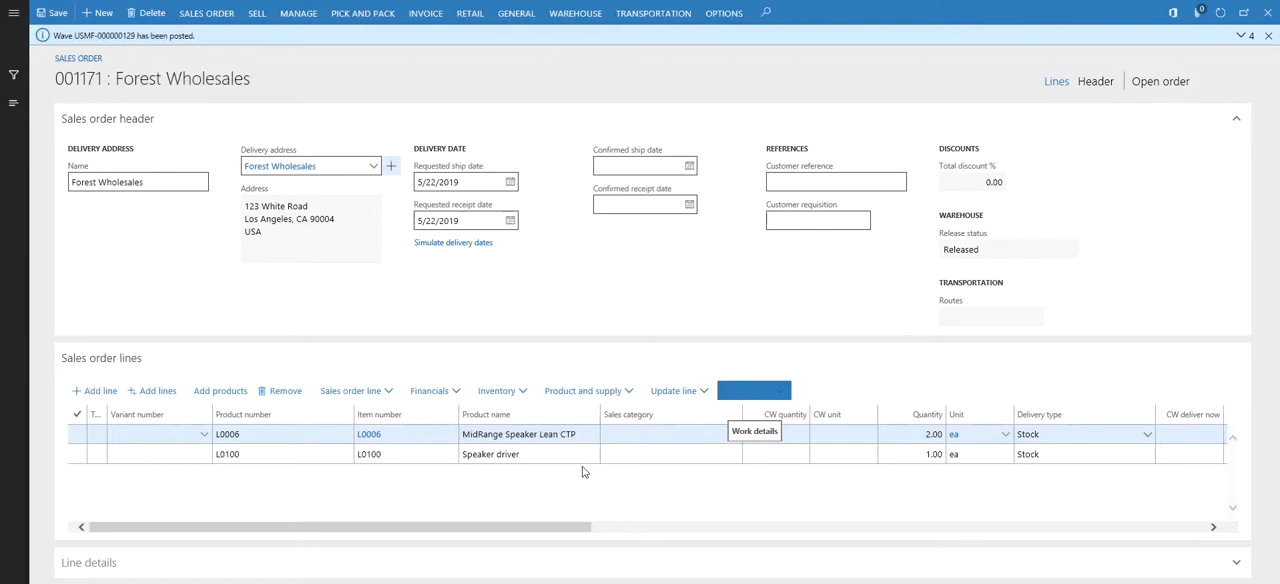 Save New Delete SALES ORDER SELL MANAGE PICK AND PACK INVOICE RETAIL GENERAL WAREHOUSE TRANSPORTATION OPTIONS 0
Wave USMF-000000129 has been posted. 4
SALES ORDER
001171 : Forest Wholesales
Lines Header Open order
Sales order header
DELIVERY ADDRESS
Name
Forest Wholesales
Delivery address
Forest Wholesales
Address
123 White Road
Los Angeles, CA 90004
USA
DELIVERY DATE
Requested ship date
5/22/2019
Requested receipt date
5/22/2019
Simulate delivery dates
Confirmed ship date
Confirmed receipt date
REFERENCES
Customer reference
Customer requisition
DISCOUNTS
Total discount %
0.00
WAREHOUSE
Release status
Released
TRANSPORTATION
Routes
Sales order lines
Add line Add lines Add products Remove Sales order line Financials Inventory Product and supply Update line
T... Variant number Product number Item number Product name Sales category CW quantity CW unit Quantity Unit Delivery type CW deliver now
L0006 L0006 MidRange Speaker Lean CTP 2.00 ea Stock
Work details
L0100 L0100 Speaker driver 1.00 ea Stock
Line details